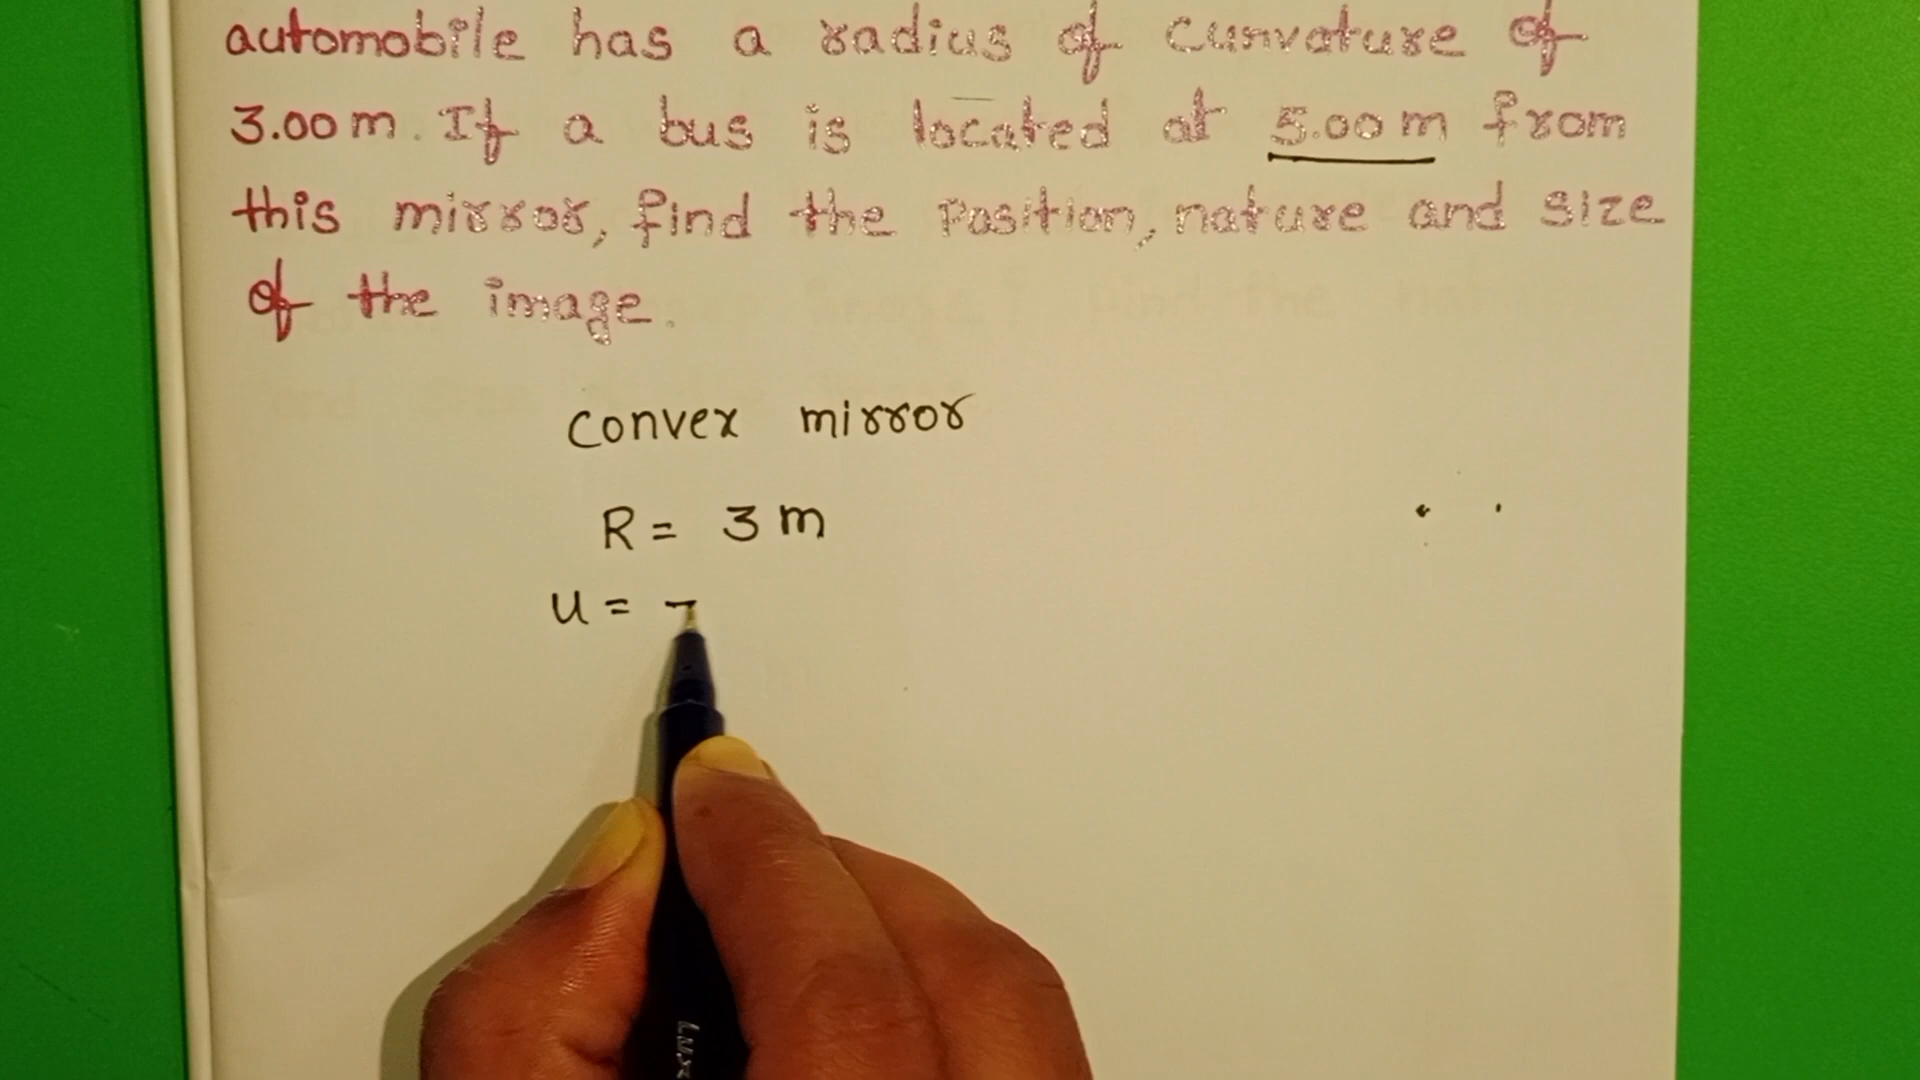 automobile has a radius of curvature of
3.00 m. If a bus is located at 5.00 m from
this mirror, find the Position, nature and size
of the image.
convex mirror
R = 3 m
u = -